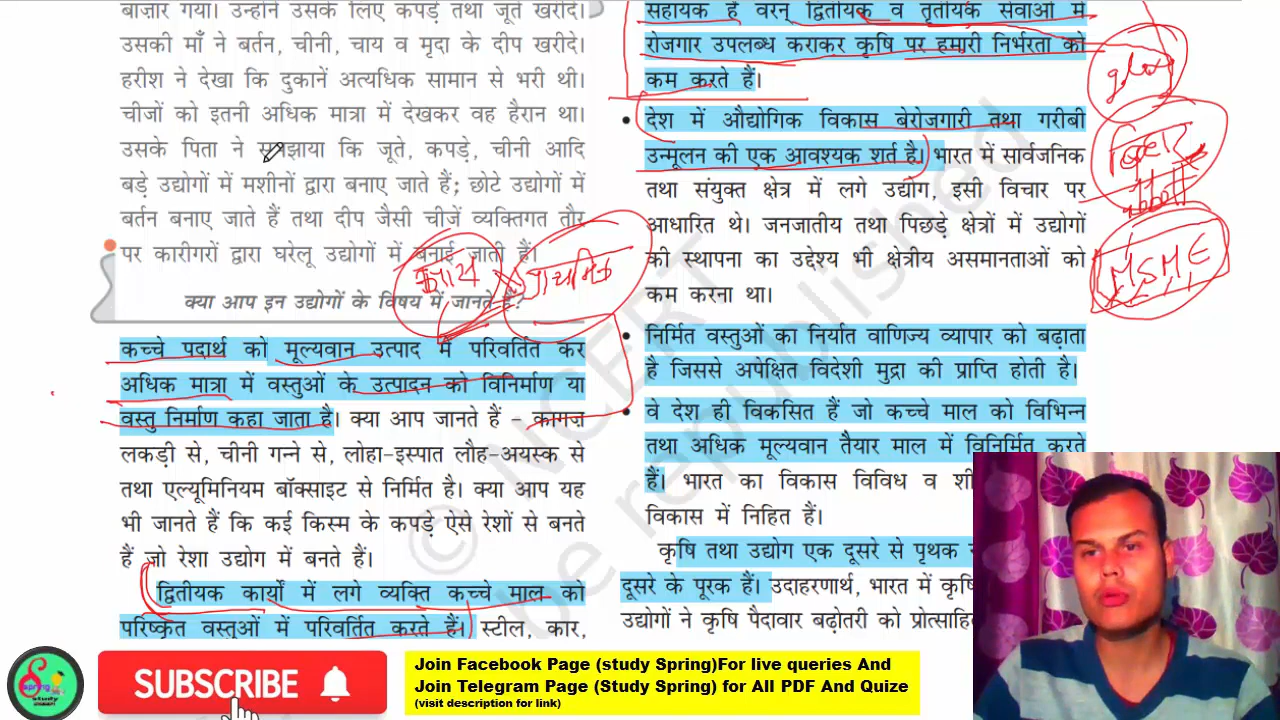 बाज़ार गया। उन्होंने उसके लिए कपड़े तथा जूते खरीदे।
उसकी माँ ने बर्तन, चीनी, चाय व मृदा के दीप खरीदे।
हरीश ने देखा कि दुकानें अत्यधिक सामान से भरी थी।
चीजों को इतनी अधिक मात्रा में देखकर वह हैरान था।
उसके पिता ने समझाया कि जूते, कपड़े, चीनी आदि
बड़े उद्योगों में मशीनों द्वारा बनाए जाते हैं; छोटे उद्योगों में
बर्तन बनाए जाते हैं तथा दीप जैसी चीज़ें व्यक्तिगत तौर
पर कारीगरों द्वारा घरेलू उद्योगों में बनाई जाती हैं।
क्या आप इन उद्योगों के विषय में जानते हैं?
कच्चे पदार्थ को मूल्यवान उत्पाद में परिवर्तित कर
अधिक मात्रा में वस्तुओं के उत्पादन को विनिर्माण या
वस्तु निर्माण कहा जाता है। क्या आप जानते हैं – कागज़
लकड़ी से, चीनी गन्ने से, लोहा-इस्पात लौह-अयस्क से
तथा एल्यूमिनियम बॉक्साइट से निर्मित है। क्या आप यह
भी जानते हैं कि कई किस्म के कपड़े ऐसे रेशों से बनते
हैं जो रेशा उद्योग में बनते हैं।
द्वितीयक कार्यों में लगे व्यक्ति कच्चे माल को
परिष्कृत वस्तुओं में परिवर्तित करते हैं। स्टील, कार,
सहायक हैं वरन् द्वितीयक व तृतीयक सेवाओं में
रोजगार उपलब्ध कराकर कृषि पर हमारी निर्भरता को
कम करते हैं।
• देश में औद्योगिक विकास बेरोजगारी तथा गरीबी
उन्मूलन की एक आवश्यक शर्त है। भारत में सार्वजनिक
तथा संयुक्त क्षेत्र में लगे उद्योग, इसी विचार पर
आधारित थे। जनजातीय तथा पिछड़े क्षेत्रों में उद्योगों
की स्थापना का उद्देश्य भी क्षेत्रीय असमानताओं को
कम करना था।
• निर्मित वस्तुओं का निर्यात वाणिज्य व्यापार को बढ़ाता
है जिससे अपेक्षित विदेशी मुद्रा की प्राप्ति होती है।
• वे देश ही विकसित हैं जो कच्चे माल को विभिन्न
तथा अधिक मूल्यवान तैयार माल में विनिर्मित करते
हैं। भारत का विकास विविध व
विकास में निहित हैं।
कृषि तथा उद्योग एक दूसरे से पृथक
दूसरे के पूरक हैं। उदाहरणार्थ, भारत में
उद्योगों ने कृषि पैदावार बढ़ोतरी को
प्राथमिक
MSME
© NCERT
be republished
Spring
study
SUBSCRIBE
Join Facebook Page (study Spring)For live queries And
Join Telegram Page (Study Spring) for All PDF And Quize
(visit description for link)